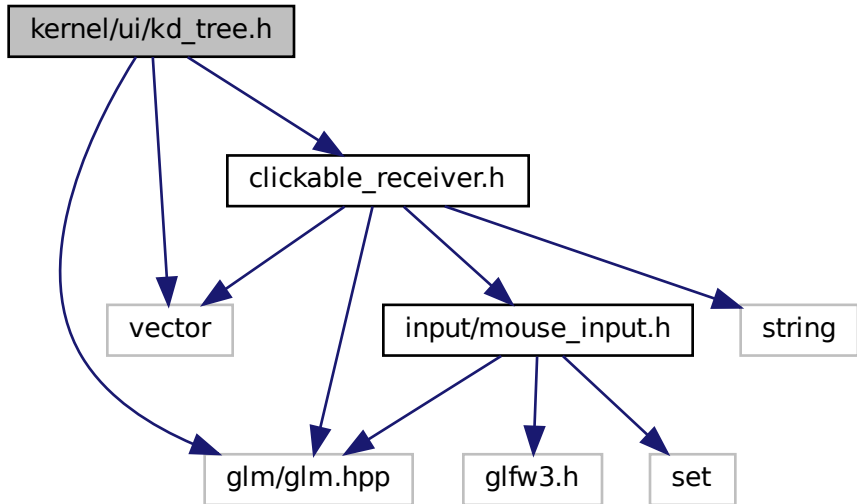 kernel/ui/kd_tree.h
clickable_receiver.h
vector
input/mouse_input.h
string
glm/glm.hpp
glfw3.h
set